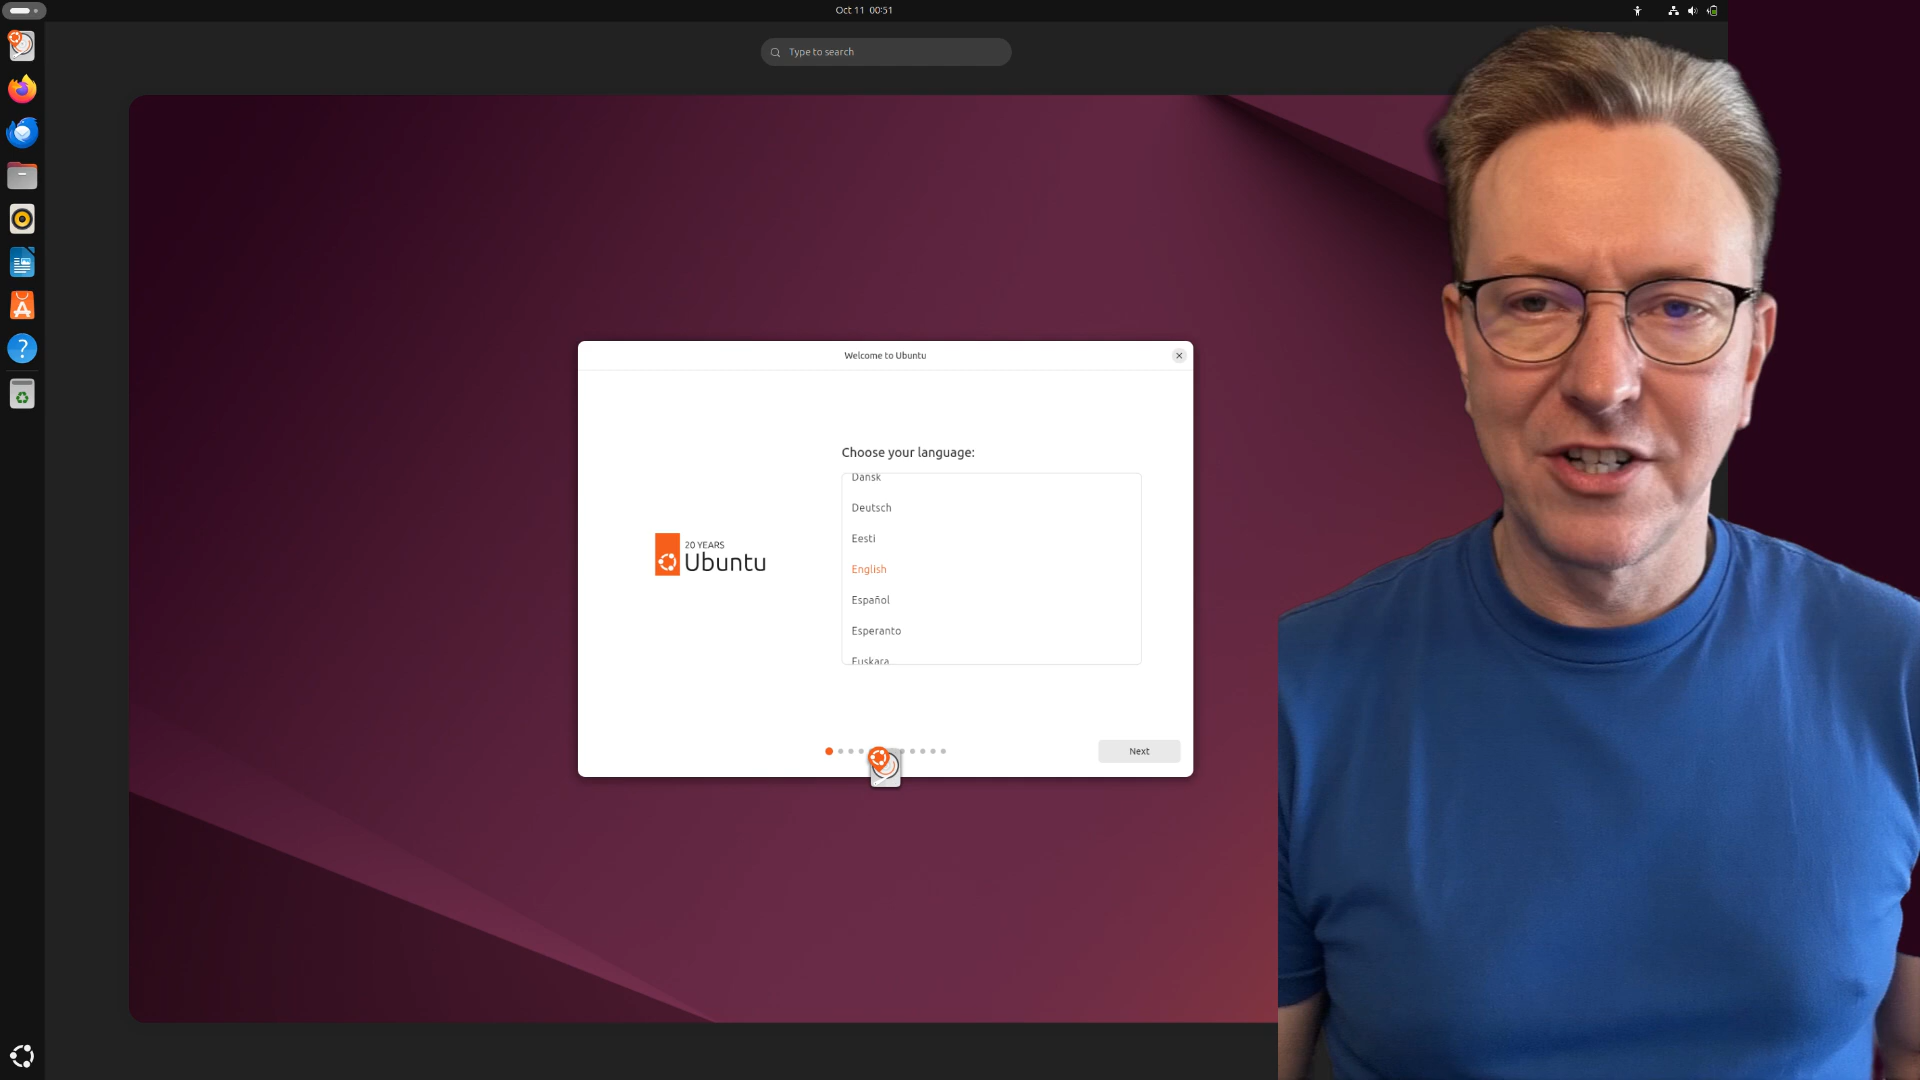 Oct 11 00:51
Type to search
Welcome to Ubuntu
Choose your language:
Dansk
Deutsch
Eesti
English
Español
Esperanto
Euskara
20 YEARS
Ubuntu
Next